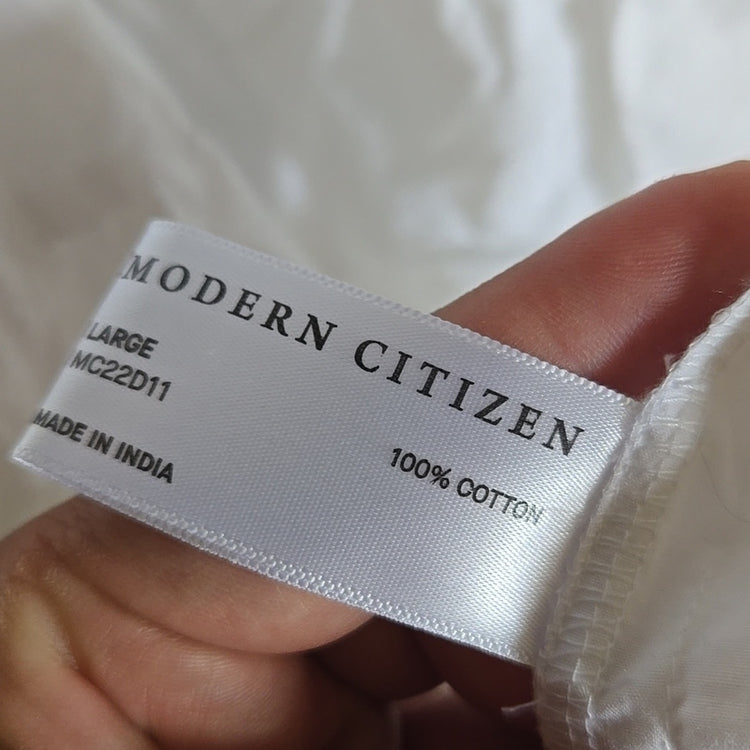 MODERN CITIZEN
LARGE
MC22D11
MADE IN INDIA
100% COTTON